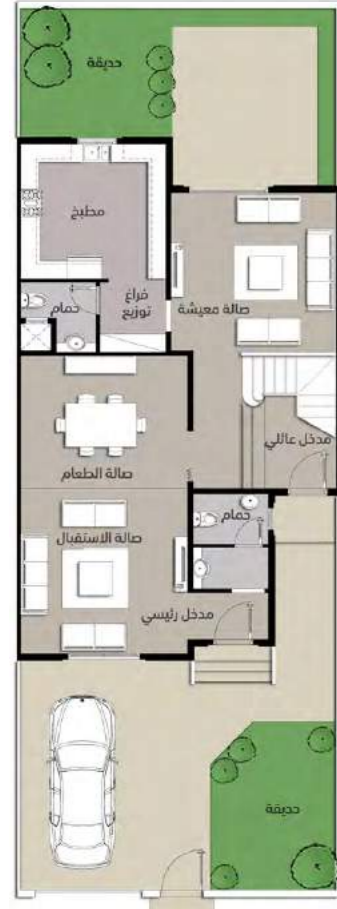 حديقة
مطبخ
فراغ
توزيع
حمام
صالة معيشة
مدخل عائلي
صالة الطعام
حمام
صالة الاستقبال
مدخل رئيسي
حديقة